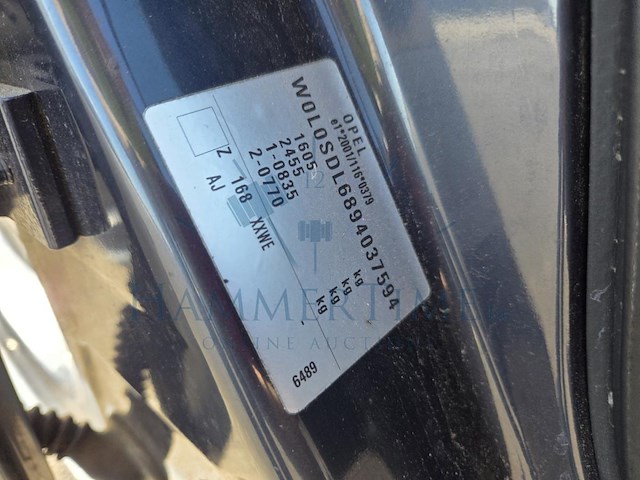 OPEL
e1*2001/116*0379
W0L0SDL6894037594
1605 kg
2455 kg
1-0835 kg
2-0770 kg
Z 168 XXWE
AJ
-
6489
HAMMERTIME
ONLINE AUCTIONS